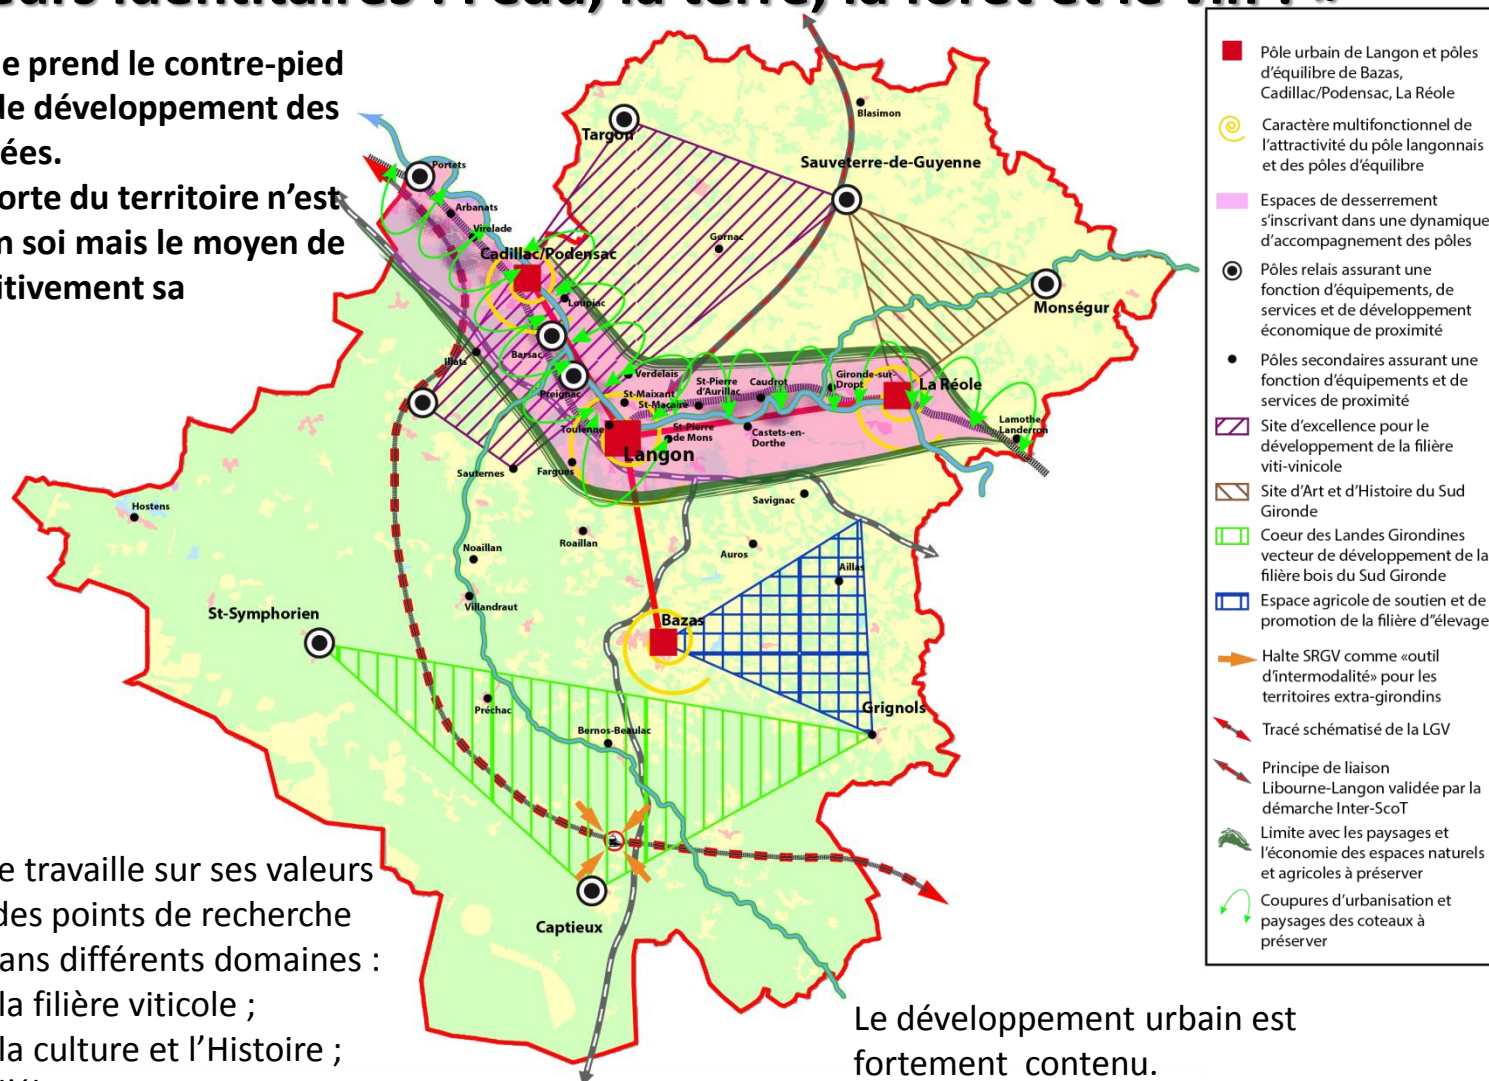 eurs identitaires : l'eau, la terre, la forêt et le vin . »
e prend le contre-pied
de développement des
ées.
orte du territoire n'est
n soi mais le moyen de
itivement sa
e travaille sur ses valeurs
des points de recherche
ans différents domaines :
la filière viticole ;
la culture et l'Histoire ;
Le développement urbain est
fortement contenu.
Blasimon
Targon
Sauveterre-de-Guyenne
Portets
Arbanats
Virelade
Gornac
Cadillac/Podensac
Loupiac
Monségur
Illats
Barsac
Verdelais
Preignac
St-Maixant
St-Macaire
St-Pierre
d'Aurillac
Caudrot
Gironde-sur-
Dropt
La Réole
Lamothe-
Landerron
Toulenne
St-Pierre
de Mons
Castets-en-
Dorthe
Langon
Sauternes
Fargues
Savignac
Hostens
Roaillan
Noaillan
Auros
Aillas
Villandraut
St-Symphorien
Bazas
Préchac
Grignols
Bernos-Beaulac
Captieux
Pôle urbain de Langon et pôles
d'équilibre de Bazas,
Cadillac/Podensac, La Réole
Caractère multifonctionnel de
l'attractivité du pôle langonnais
et des pôles d'équilibre
Espaces de desserrement
s'inscrivant dans une dynamique
d'accompagnement des pôles
Pôles relais assurant une
fonction d'équipements, de
services et de développement
économique de proximité
Pôles secondaires assurant une
fonction d'équipements et de
services de proximité
Site d'excellence pour le
développement de la filière
viti-vinicole
Site d'Art et d'Histoire du Sud
Gironde
Coeur des Landes Girondines
vecteur de développement de la
filière bois du Sud Gironde
Espace agricole de soutien et de
promotion de la filière d"élevage
Halte SRGV comme «outil
d'intermodalité» pour les
territoires extra-girondins
Tracé schématisé de la LGV
Principe de liaison
Libourne-Langon validée par la
démarche Inter-ScoT
Limite avec les paysages et
l'économie des espaces naturels
et agricoles à préserver
Coupures d'urbanisation et
paysages des coteaux à
préserver